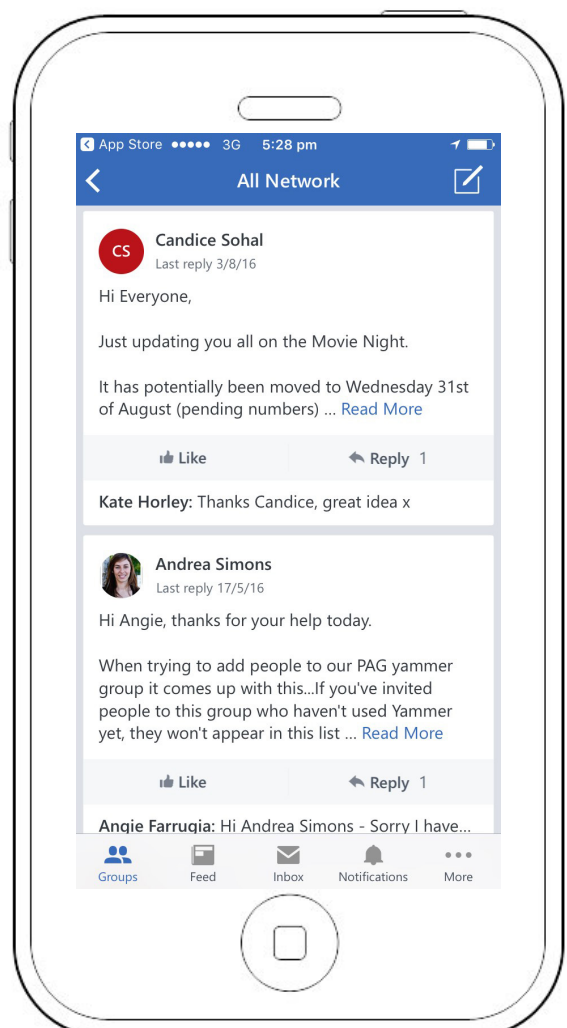 App Store 3G 5:28 pm
All Network
CS
Candice Sohal
Last reply 3/8/16
Hi Everyone,
Just updating you all on the Movie Night.
It has potentially been moved to Wednesday 31st
of August (pending numbers) ... Read More
Like Reply 1
Kate Horley: Thanks Candice, great idea x
Andrea Simons
Last reply 17/5/16
Hi Angie, thanks for your help today.
When trying to add people to our PAG yammer
group it comes up with this...If you've invited
people to this group who haven't used Yammer
yet, they won't appear in this list ... Read More
Like Reply 1
Angie Farrugia: Hi Andrea Simons - Sorry I have...
Groups Feed Inbox Notifications More